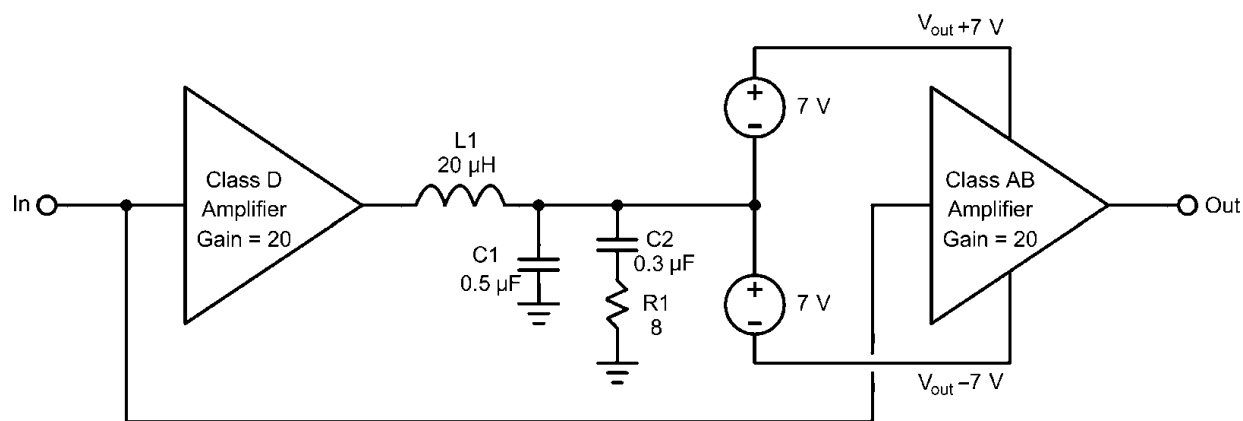 V_out +7 V
+
-
7 V
L1
20 µH
Class D
Amplifier
Gain = 20
In
Class AB
Amplifier
Gain = 20
Out
C1
0.5 µF
C2
0.3 µF
R1
8
+
-
7 V
V_out –7 V